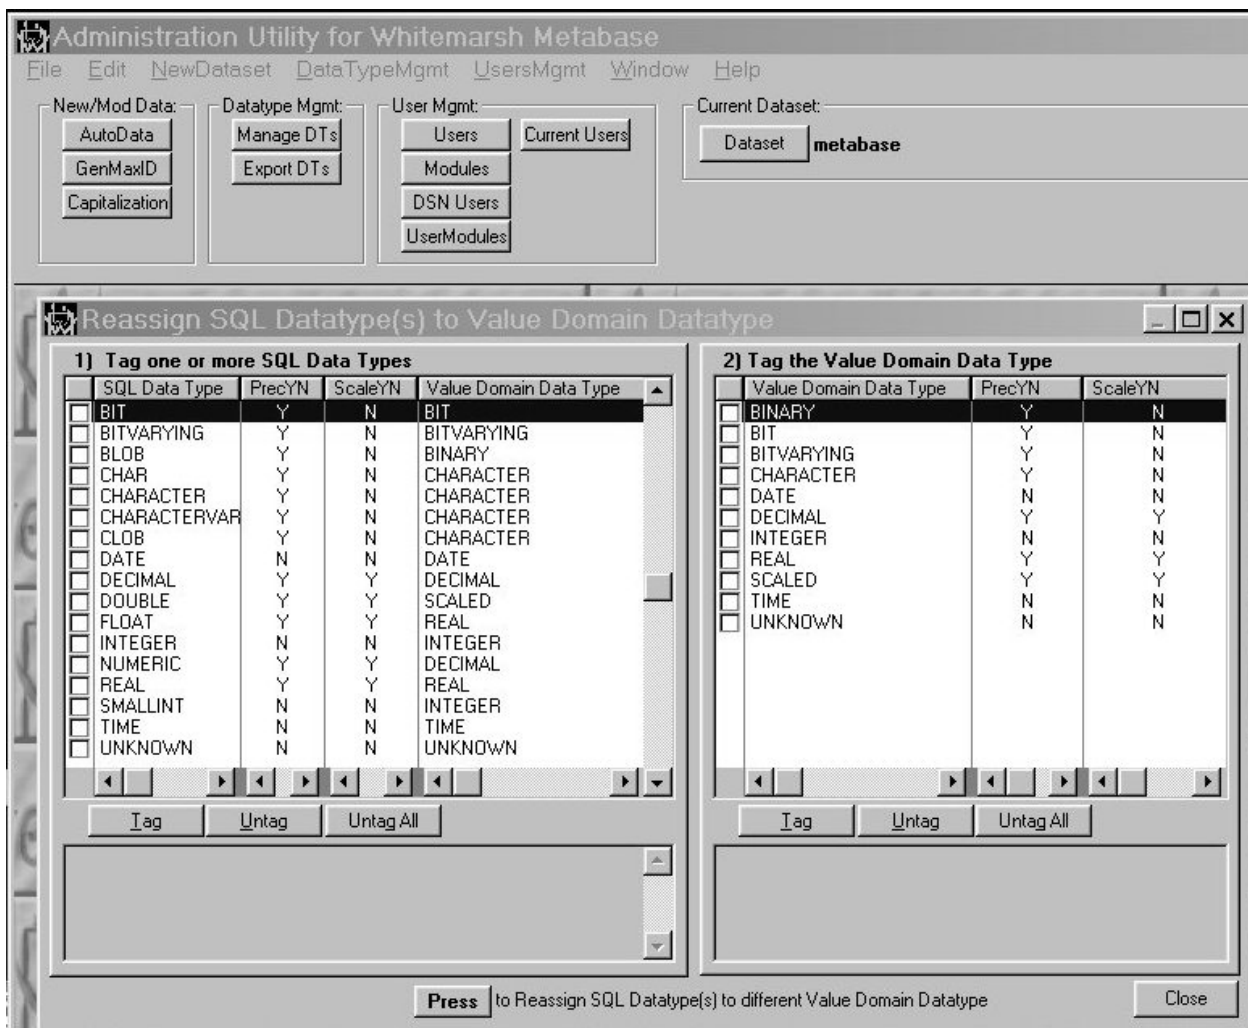 Administration Utility for Whitemarsh Metabase
File Edit NewDataset DataTypeMgmt UsersMgmt Window Help
New/Mod Data: Datatype Mgmt: User Mgmt: Current Dataset:
AutoData Manage DTs Users Current Users Dataset metabase
GenMaxID Export DTs Modules
Capitalization DSN Users
UserModules
Reassign SQL Datatype(s) to Value Domain Datatype
1) Tag one or more SQL Data Types
SQL Data Type PrecYN ScaleYN Value Domain Data Type
BIT Y N BIT
BITVARYING Y N BITVARYING
BLOB Y N BINARY
CHAR Y N CHARACTER
CHARACTER Y N CHARACTER
CHARACTERVAR Y N CHARACTER
CLOB Y N CHARACTER
DATE N N DATE
DECIMAL Y Y DECIMAL
DOUBLE Y Y SCALED
FLOAT Y Y REAL
INTEGER N N INTEGER
NUMERIC Y Y DECIMAL
REAL Y Y REAL
SMALLINT N N INTEGER
TIME N N TIME
UNKNOWN N N UNKNOWN
Tag Untag Untag All
2) Tag the Value Domain Data Type
Value Domain Data Type PrecYN ScaleYN
BINARY Y N
BIT Y N
BITVARYING Y N
CHARACTER Y N
DATE N N
DECIMAL Y Y
INTEGER N N
REAL Y Y
SCALED Y Y
TIME N N
UNKNOWN N N
Tag Untag Untag All
Press to Reassign SQL Datatype(s) to different Value Domain Datatype Close